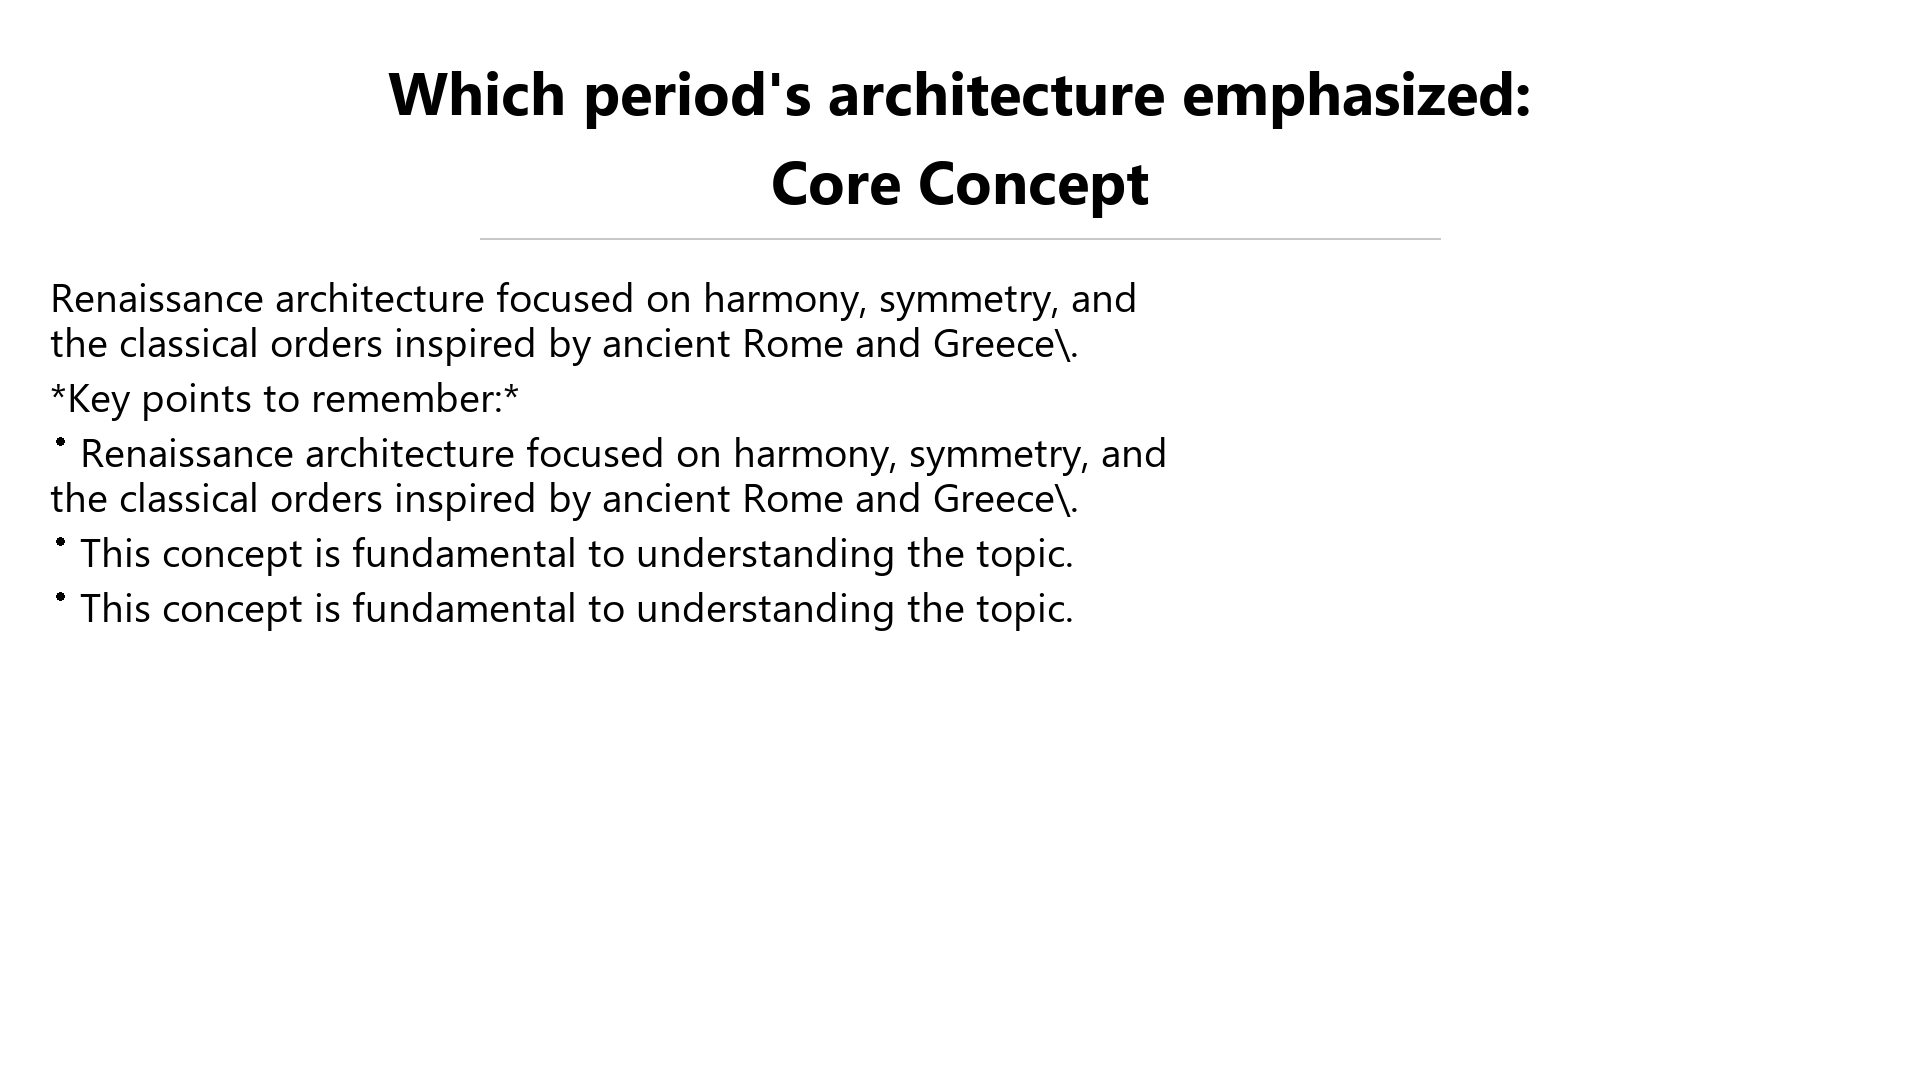 Which period's architecture emphasized:
Core Concept
Renaissance architecture focused on harmony, symmetry, and
the classical orders inspired by ancient Rome and Greece\.
*Key points to remember:*
• Renaissance architecture focused on harmony, symmetry, and
the classical orders inspired by ancient Rome and Greece\.
• This concept is fundamental to understanding the topic.
• This concept is fundamental to understanding the topic.